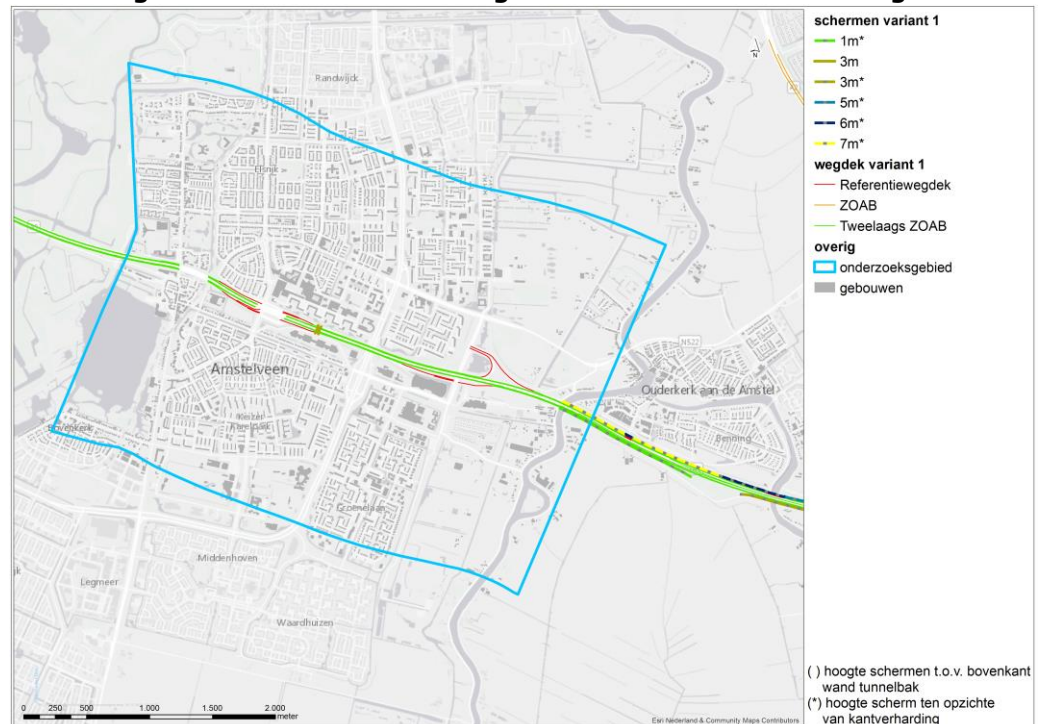 schermen variant 1
1m*
3m
3m*
5m*
6m*
7m*
wegdek variant 1
Referentiewegdek
ZOAB
Tweelaags ZOAB
overig
onderzoeksgebied
gebouwen
N
Randwijck
Elsrijk
N522
Amstelveen
Ouderkerk aan de Amstel
Keizer
Karelpark
Bovenkerk
Benning
Groenelaan
Middenhoven
Legmeer
Waardhuizen
0 250 500 1.000 1.500 2.000
meter
Esri Nederland & Community Maps Contributors
( ) hoogte schermen t.o.v. bovenkant
wand tunnelbak
(*) hoogte scherm ten opzichte
van kantverharding